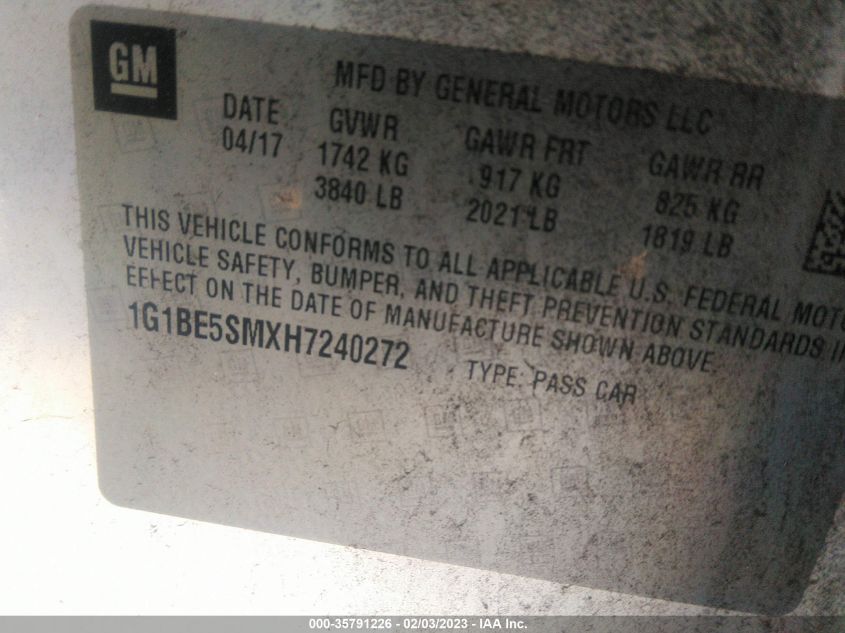 GM
MFD BY GENERAL MOTORS LLC
DATE GVWR GAWR FRT GAWR RR
04/17 1742 KG 917 KG 825 KG
3840 LB 2021 LB 1819 LB
THIS VEHICLE CONFORMS TO ALL APPLICABLE U.S. FEDERAL
VEHICLE SAFETY, BUMPER, AND THEFT PREVENTION STANDARDS
EFFECT ON THE DATE OF MANUFACTURE SHOWN ABOVE.
1G1BE5SMXH7240272 TYPE: PASS CAR
000-35791226 - 02/03/2023 - IAA Inc.